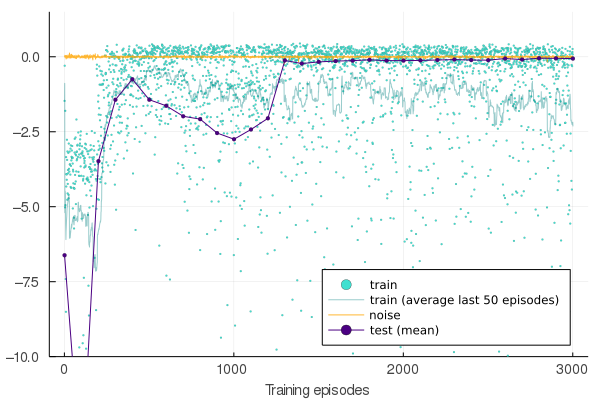 0.0
−2.5
−5.0
−7.5
−10.0
0
1000
2000
3000
Training episodes
train
train (average last 50 episodes)
noise
test (mean)